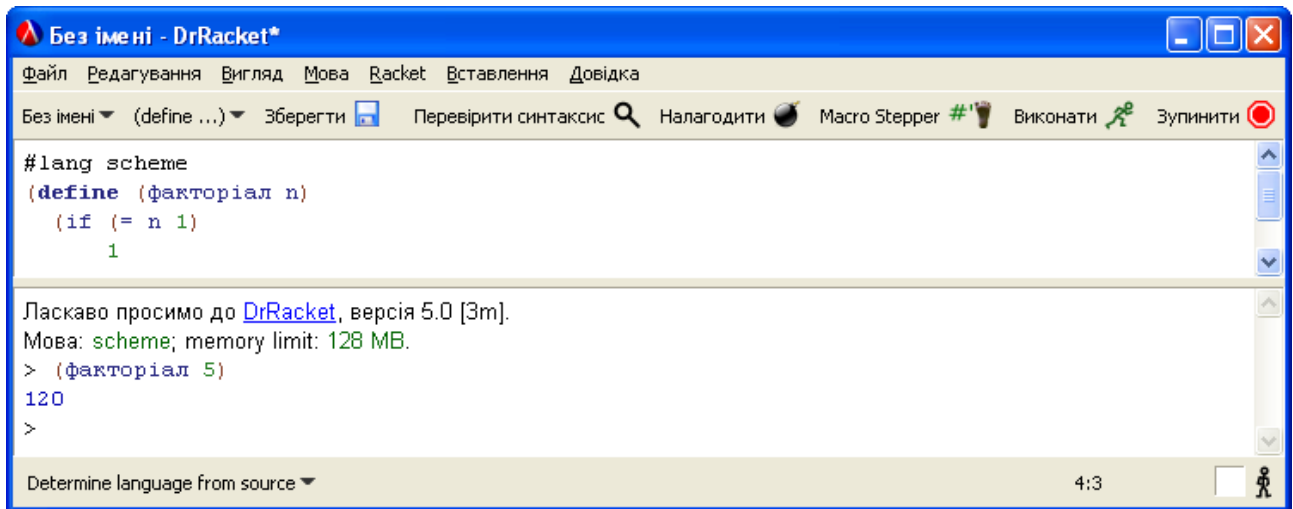 Без імені - DrRacket*
Файл Редагування Вигляд Мова Racket Вставлення Довідка
Без імені (define ...) Зберегти Перевірити синтаксис Налагодити Macro Stepper #' Виконати Зупинити
#lang scheme
(define (факторіал n)
(if (= n 1)
1
Ласкаво просимо до DrRacket, версія 5.0 [3m].
Мова: scheme; memory limit: 128 MB.
> (факторіал 5)
120
>
Determine language from source 4:3